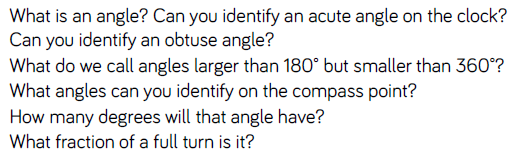 What is an angle? Can you identify an acute angle on the clock?
Can you identify an obtuse angle?
What do we call angles larger than 180° but smaller than 360°?
What angles can you identify on the compass point?
How many degrees will that angle have?
What fraction of a full turn is it?